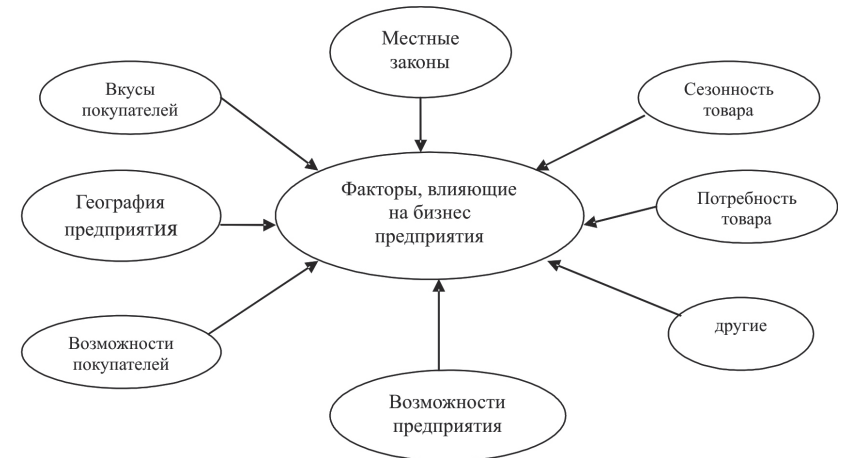 Местные
законы
Вкусы
покупателей
Сезонность
товара
Факторы, влияющие
на бизнес
предприятия
География
предприятия
Потребность
товара
Возможности
покупателей
другие
Возможности
предприятия